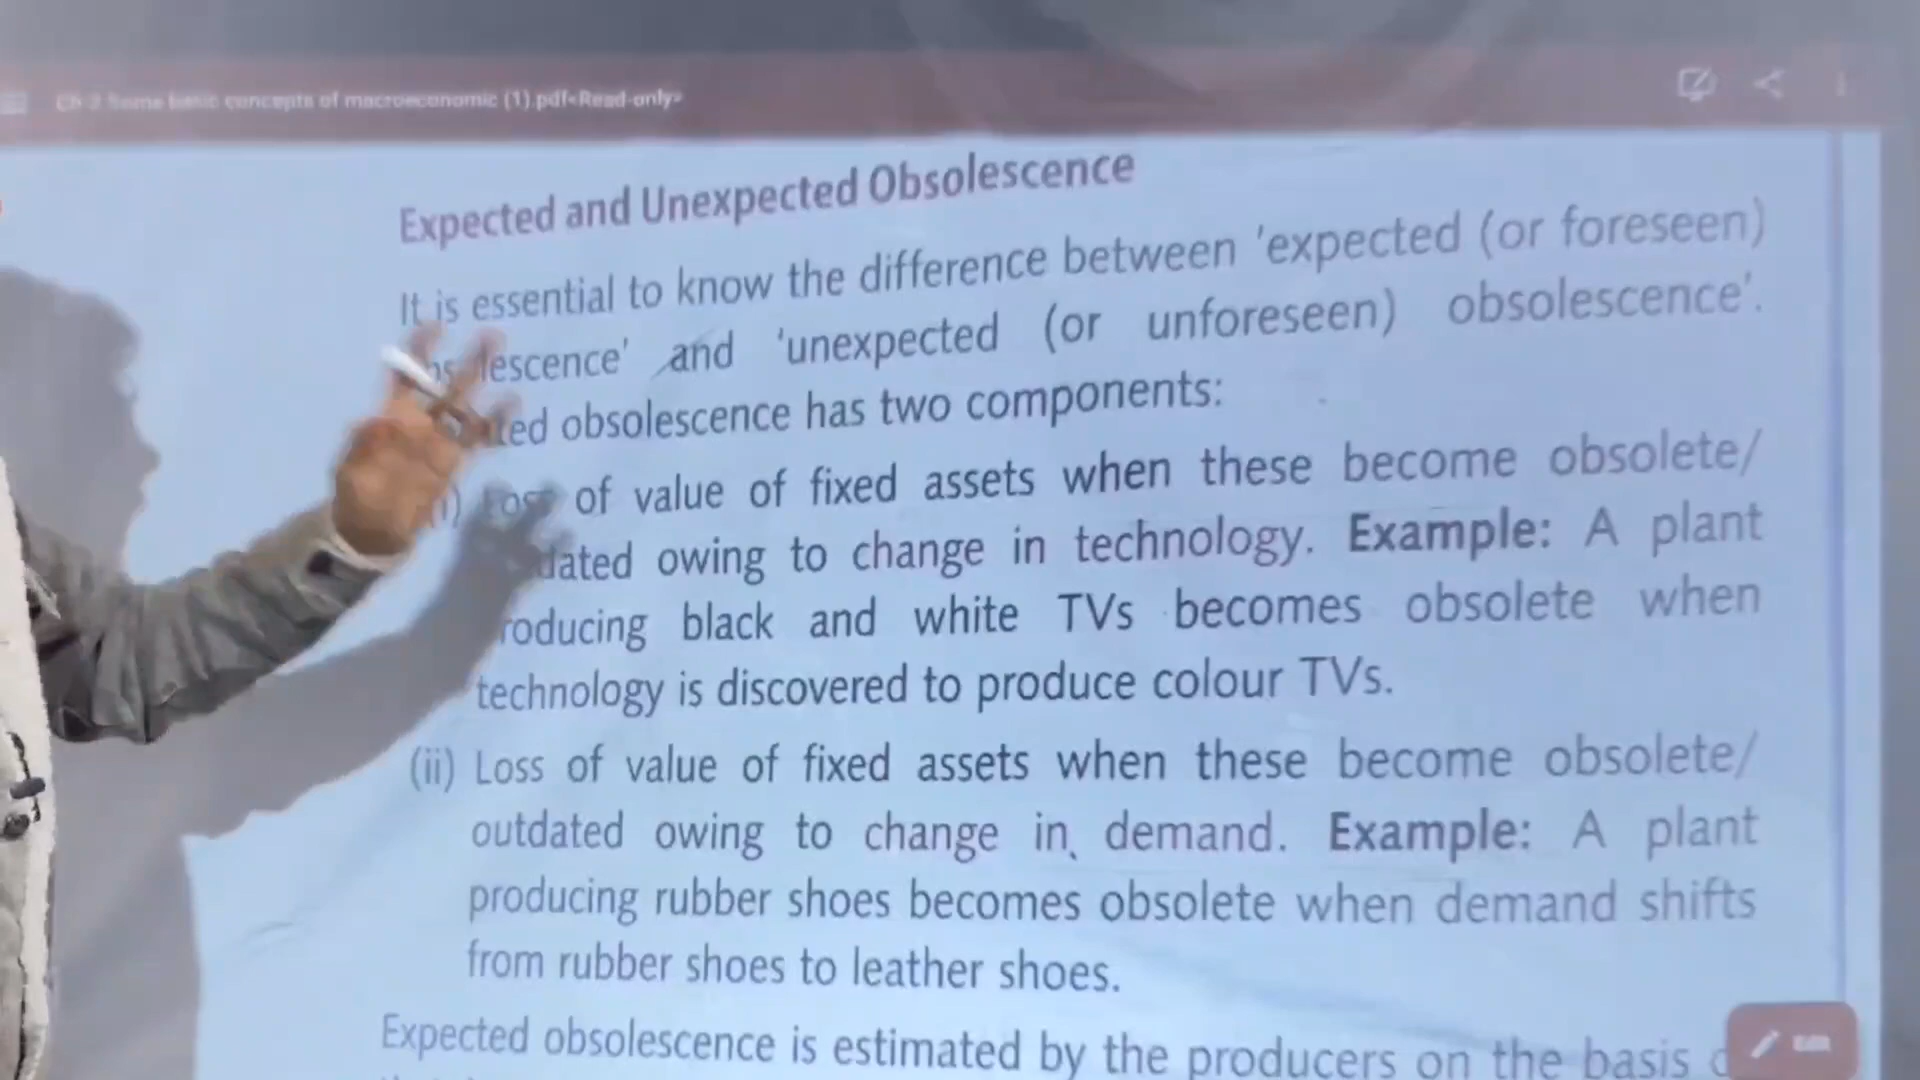 Ch 2 Some basic concepts of macroeconomic (1).pdf<Read-only>
Expected and Unexpected Obsolescence
It is essential to know the difference between 'expected (or foreseen)
lescence' and 'unexpected (or unforeseen) obsolescence'.
ted obsolescence has two components:
(i) Loss of value of fixed assets when these become obsolete/
dated owing to change in technology. Example: A plant
roducing black and white TVs becomes obsolete when
technology is discovered to produce colour TVs.
(ii) Loss of value of fixed assets when these become obsolete/
outdated owing to change in demand. Example: A plant
producing rubber shoes becomes obsolete when demand shifts
from rubber shoes to leather shoes.
Expected obsolescence is estimated by the producers on the basis
Edit